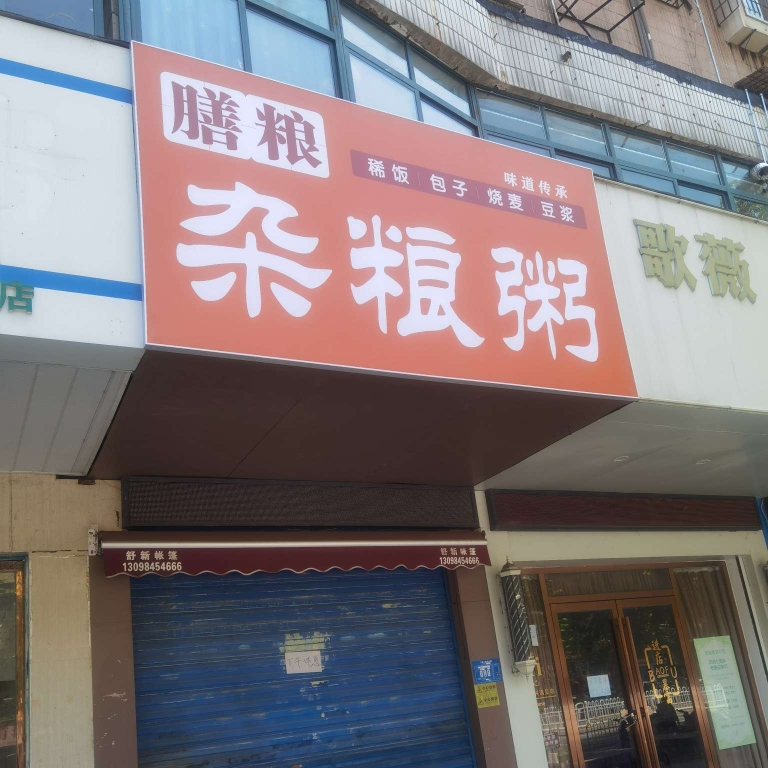 膳粮
味道传承
稀饭 包子 烧麦 豆浆
杂粮粥
歌薇
店
舒新帐篷
13098454666
舒新帐篷
13098454666